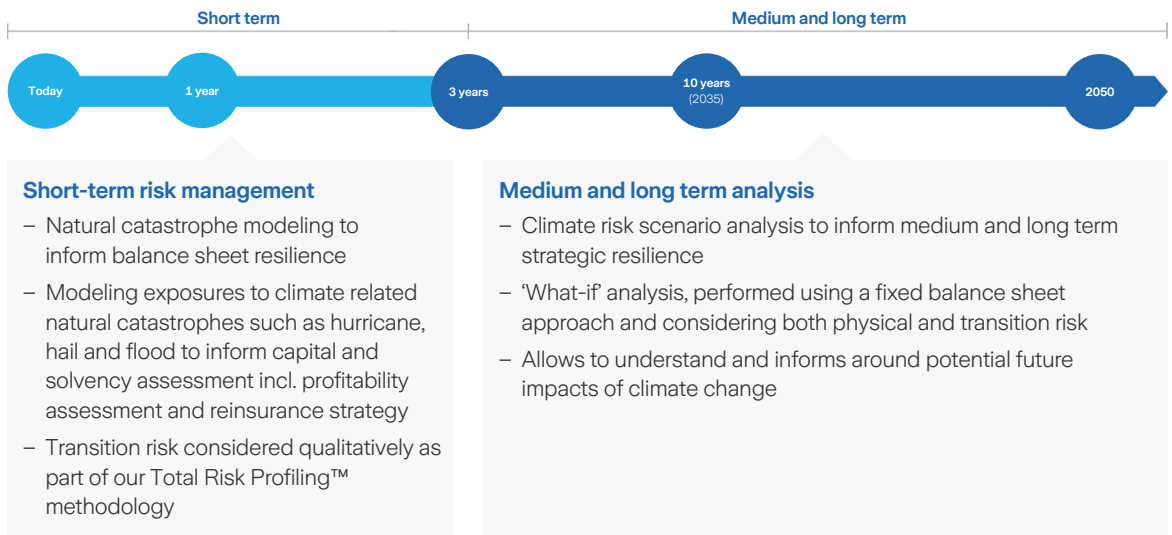 Short term
Medium and long term
Today
1 year
3 years
10 years
(2035)
2050
Short-term risk management
– Natural catastrophe modeling to
inform balance sheet resilience
– Modeling exposures to climate related
natural catastrophes such as hurricane,
hail and flood to inform capital and
solvency assessment incl. profitability
assessment and reinsurance strategy
– Transition risk considered qualitatively as
part of our Total Risk Profiling™
methodology
Medium and long term analysis
– Climate risk scenario analysis to inform medium and long term
strategic resilience
– ‘What-if’ analysis, performed using a fixed balance sheet
approach and considering both physical and transition risk
– Allows to understand and informs around potential future
impacts of climate change